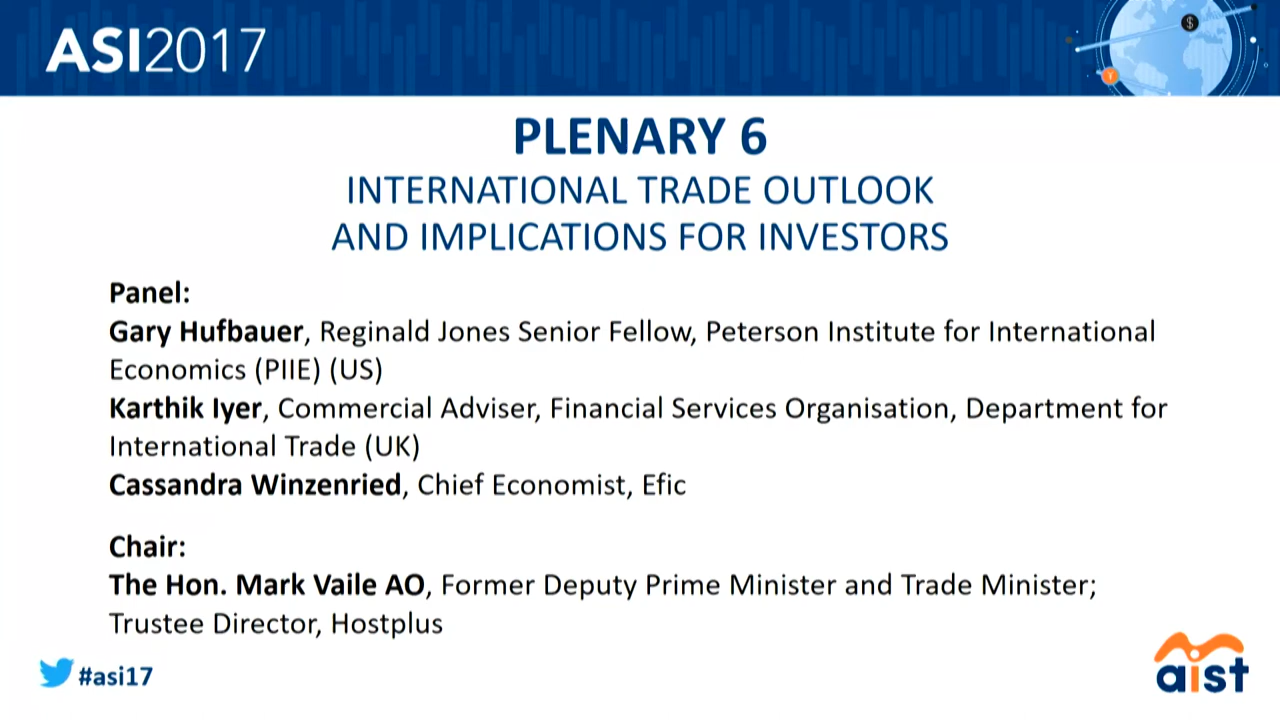 ASI2017
$
¥
PLENARY 6
INTERNATIONAL TRADE OUTLOOK
AND IMPLICATIONS FOR INVESTORS
Panel:
Gary Hufbauer, Reginald Jones Senior Fellow, Peterson Institute for International
Economics (PIIE) (US)
Karthik Iyer, Commercial Adviser, Financial Services Organisation, Department for
International Trade (UK)
Cassandra Winzenried, Chief Economist, Efic
Chair:
The Hon. Mark Vaile AO, Former Deputy Prime Minister and Trade Minister;
Trustee Director, Hostplus
#asi17
aist